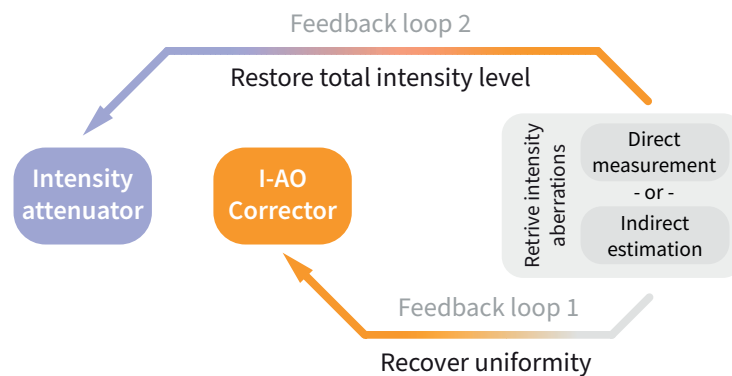 Feedback loop 2
Restore total intensity level
Intensity
attenuator
I-AO
Corrector
Retrive intensity
aberrations
Direct
measurement
- or -
Indirect
estimation
Feedback loop 1
Recover uniformity